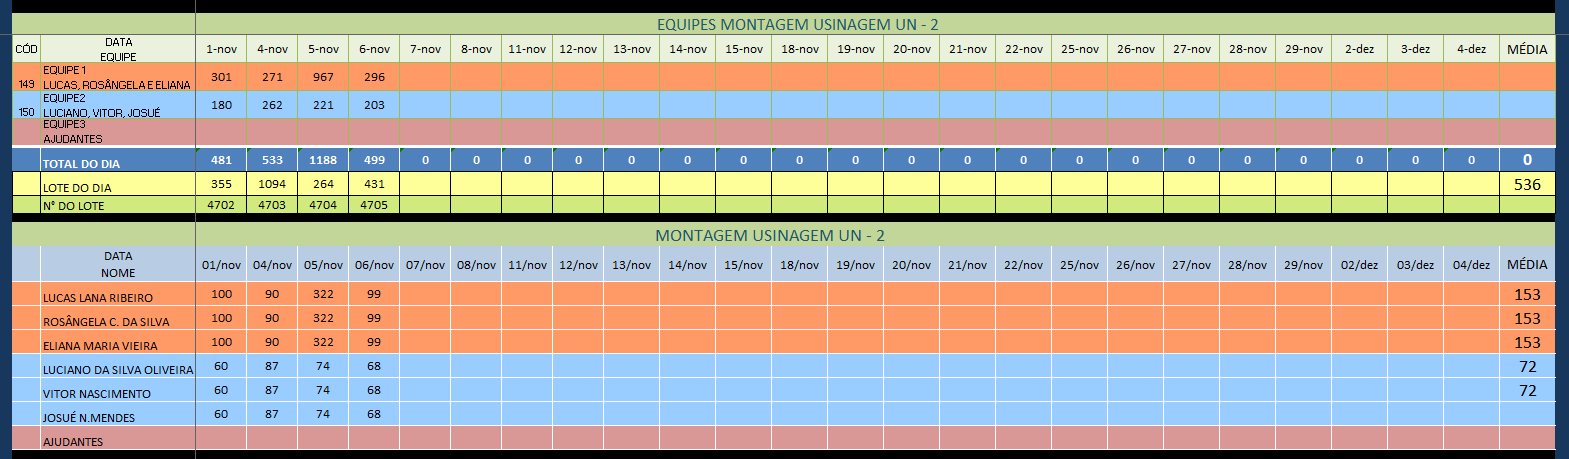 EQUIPES MONTAGEM USINAGEM UN - 2
CÓD DATA EQUIPE 1-nov 4-nov 5-nov 6-nov 7-nov 8-nov 11-nov 12-nov 13-nov 14-nov 15-nov 18-nov 19-nov 20-nov 21-nov 22-nov 25-nov 26-nov 27-nov 28-nov 29-nov 2-dez 3-dez 4-dez MÉDIA
149 EQUIPE 1 LUCAS, ROSÂNGELA E ELIANA 301 271 967 296
150 EQUIPE2 LUCIANO, VITOR, JOSUÉ 180 262 221 203
EQUIPE3 AJUDANTES
TOTAL DO DIA 481 533 1188 499 0 0 0 0 0 0 0 0 0 0 0 0 0 0 0 0 0 0 0 0 0
LOTE DO DIA 355 1094 264 431 536
N° DO LOTE 4702 4703 4704 4705
MONTAGEM USINAGEM UN - 2
DATA NOME 01/nov 04/nov 05/nov 06/nov 07/nov 08/nov 11/nov 12/nov 13/nov 14/nov 15/nov 18/nov 19/nov 20/nov 21/nov 22/nov 25/nov 26/nov 27/nov 28/nov 29/nov 02/dez 03/dez 04/dez MÉDIA
LUCAS LANA RIBEIRO 100 90 322 99 153
ROSÂNGELA C. DA SILVA 100 90 322 99 153
ELIANA MARIA VIEIRA 100 90 322 99 153
LUCIANO DA SILVA OLIVEIRA 60 87 74 68 72
VITOR NASCIMENTO 60 87 74 68 72
JOSUÉ N.MENDES 60 87 74 68
AJUDANTES